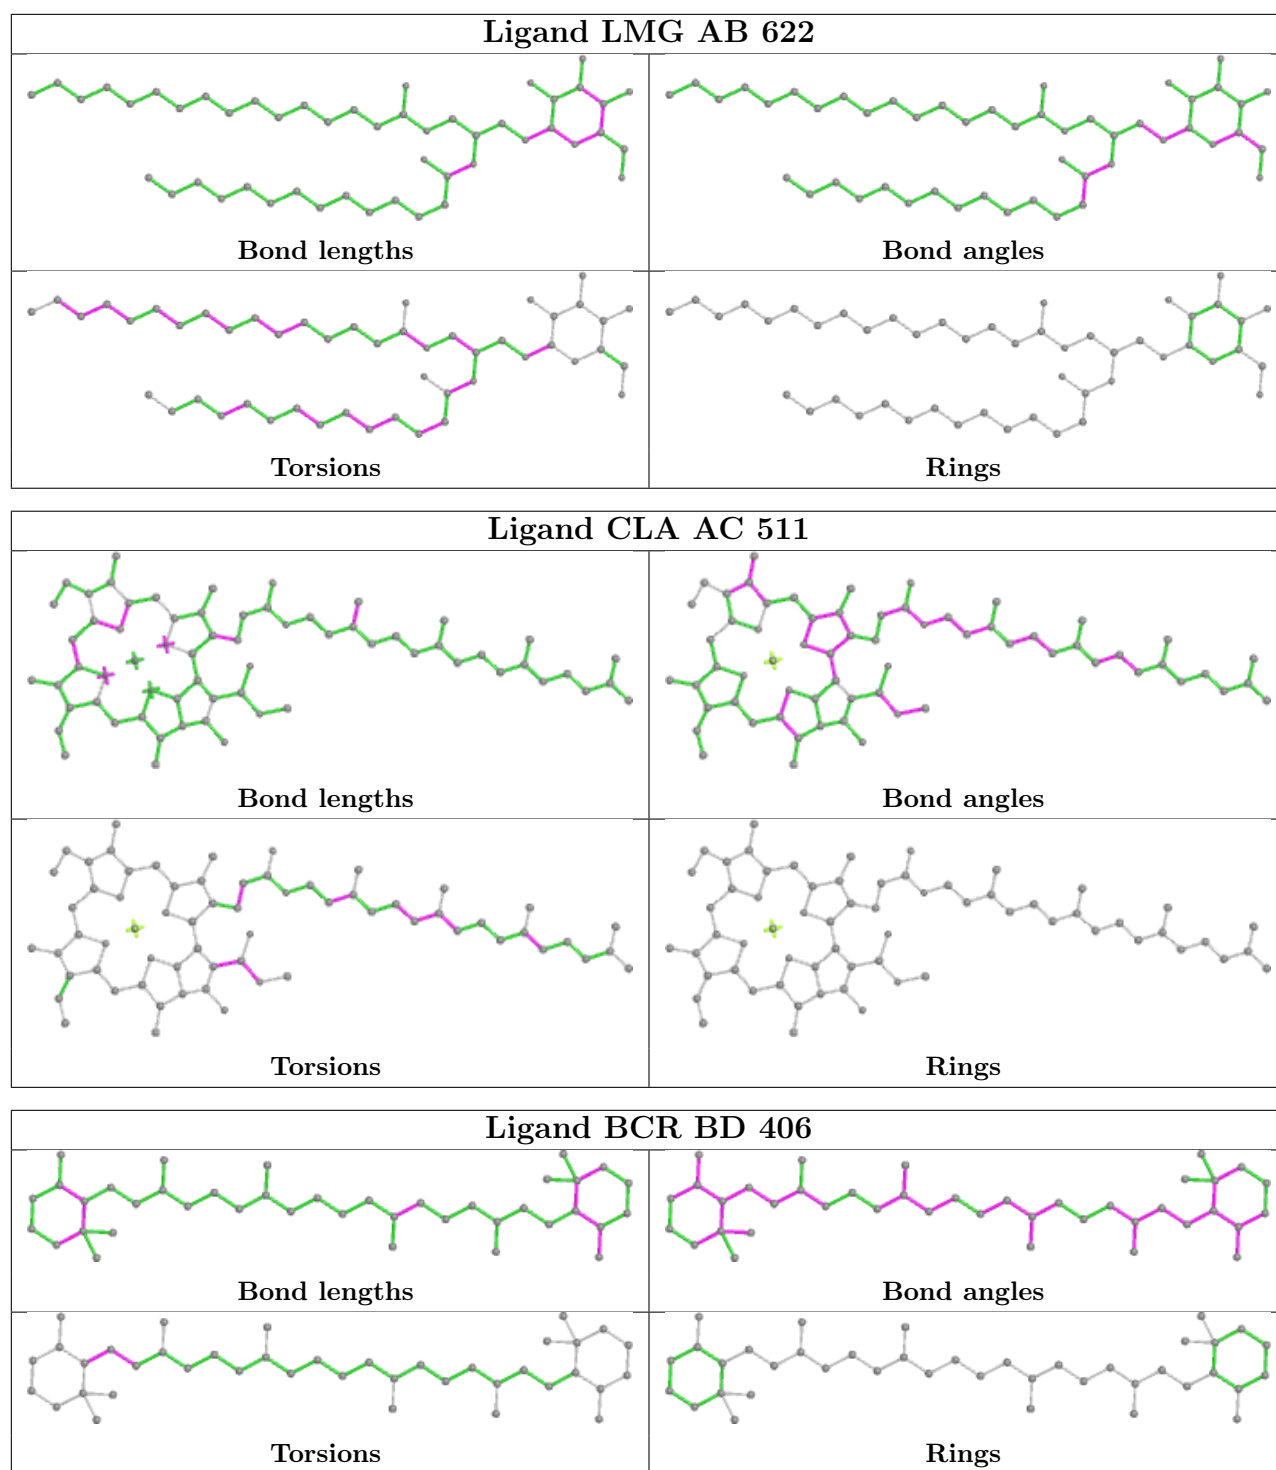 Ligand LMG AB 622
Bond lengths
Bond angles
Torsions
Rings
Ligand CLA AC 511
Bond lengths
Bond angles
Torsions
Rings
Ligand BCR BD 406
Bond lengths
Bond angles
Torsions
Rings